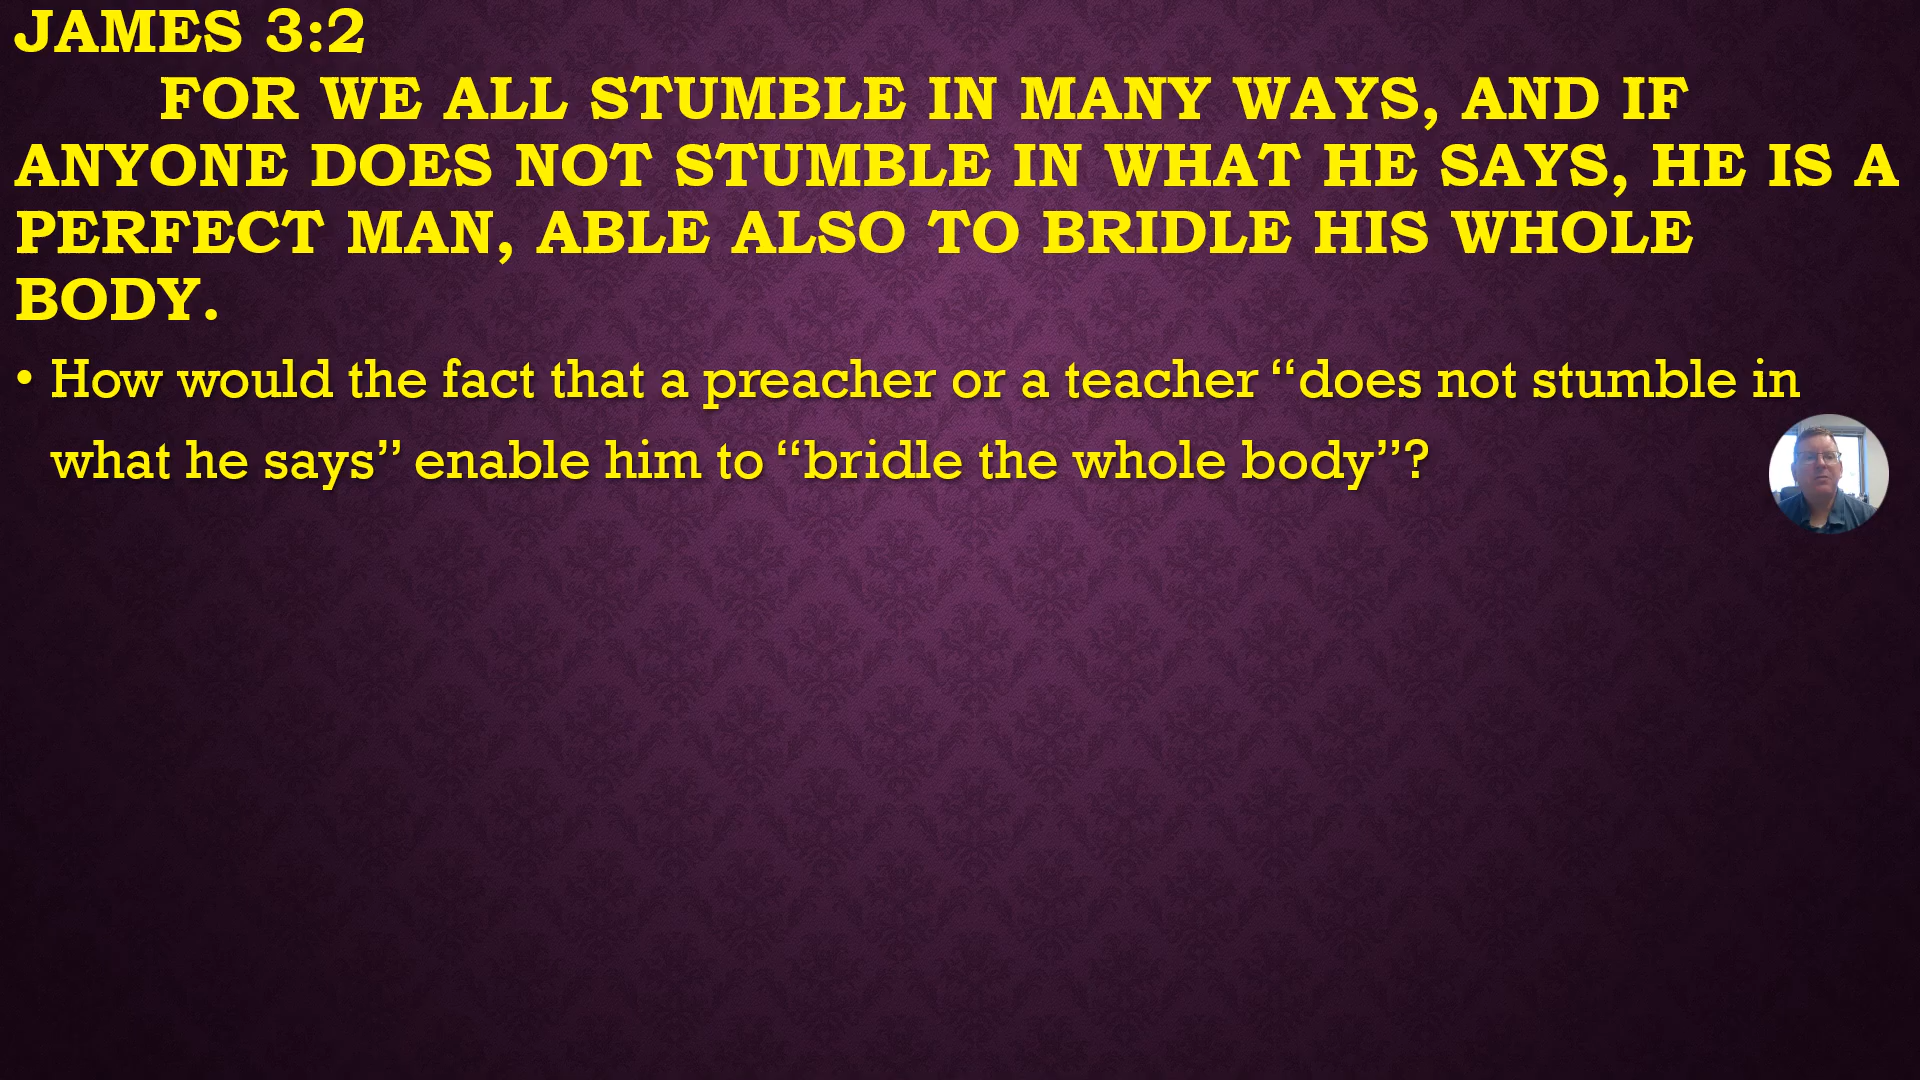 JAMES 3:2
FOR WE ALL STUMBLE IN MANY WAYS, AND IF
ANYONE DOES NOT STUMBLE IN WHAT HE SAYS, HE IS A
PERFECT MAN, ABLE ALSO TO BRIDLE HIS WHOLE
BODY.
• How would the fact that a preacher or a teacher “does not stumble in
what he says” enable him to “bridle the whole body”?